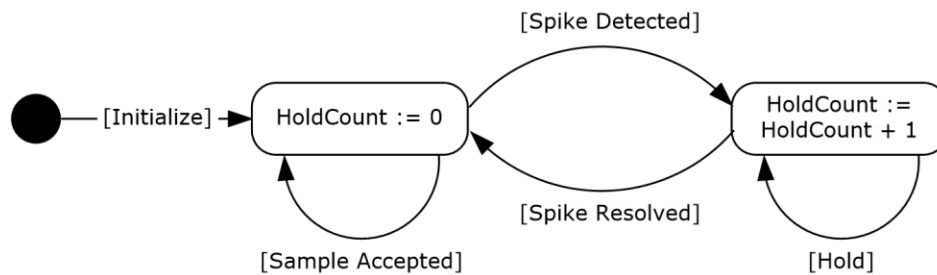 [Spike Detected]
[Initialize]
HoldCount := 0
HoldCount :=
HoldCount + 1
[Spike Resolved]
[Sample Accepted]
[Hold]